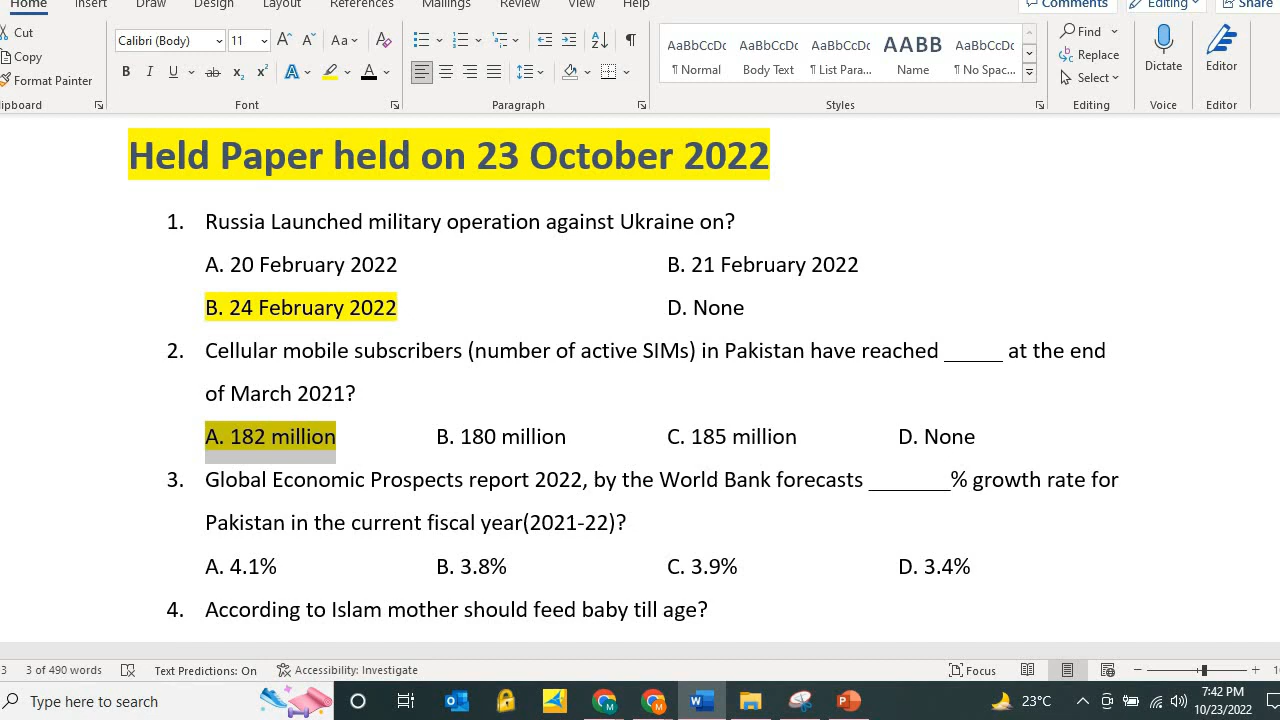 Home Insert Draw Design Layout References Mailings Review View Help Comments Editing Share
Cut
Calibri (Body) 11 Aa AaBbCcDc AaBbCcDc AaBbCcDc AABB AaBbCcDc Find
Copy Replace
Format Painter B I U ab x₂ x² A A ¶ Normal Body Text ¶ List Para... Name ¶ No Spac... Select Dictate Editor
lipboard Font Paragraph Styles Editing Voice Editor
Held Paper held on 23 October 2022
1. Russia Launched military operation against Ukraine on?
A. 20 February 2022 B. 21 February 2022
B. 24 February 2022 D. None
2. Cellular mobile subscribers (number of active SIMs) in Pakistan have reached _____ at the end
of March 2021?
A. 182 million B. 180 million C. 185 million D. None
3. Global Economic Prospects report 2022, by the World Bank forecasts _______% growth rate for
Pakistan in the current fiscal year(2021-22)?
A. 4.1% B. 3.8% C. 3.9% D. 3.4%
4. According to Islam mother should feed baby till age?
3 3 of 490 words Text Predictions: On Accessibility: Investigate Focus
Type here to search 23°C 7:42 PM
10/23/2022